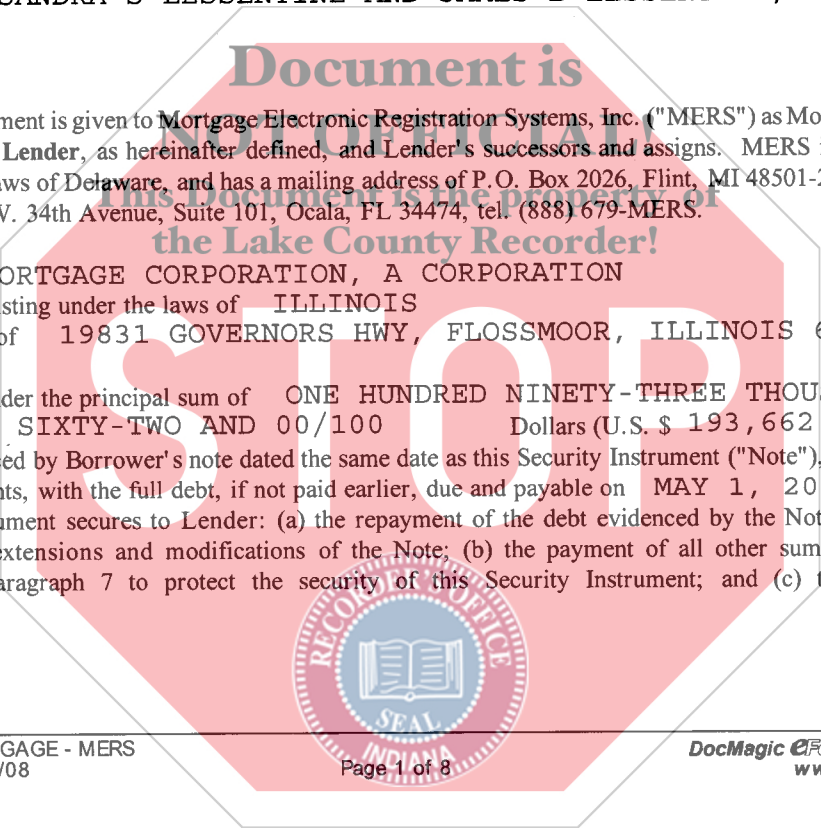 Document is
ment is given to Mortgage Electronic Registration Systems, Inc. ("MERS") as Mo
NOT OFFICIAL!
Lender, as hereinafter defined, and Lender's successors and assigns. MERS
aws of Delaware, and has a mailing address of P.O. Box 2026, Flint, MI 48501-2
This Document is the property of
V. 34th Avenue, Suite 101, Ocala, FL 34474, tel. (888) 679-MERS.
the Lake County Recorder!
ORTGAGE CORPORATION, A CORPORATION
sting under the laws of ILLINOIS
of 19831 GOVERNORS HWY, FLOSSMOOR, ILLINOIS 6
STOP
der the principal sum of ONE HUNDRED NINETY-THREE THOU
SIXTY-TWO AND 00/100 Dollars (U.S. $ 193,662
ed by Borrower's note dated the same date as this Security Instrument ("Note"),
nts, with the full debt, if not paid earlier, due and payable on MAY 1, 20
ument secures to Lender: (a) the repayment of the debt evidenced by the Not
extensions and modifications of the Note; (b) the payment of all other sum
aragraph 7 to protect the security of this Security Instrument; and (c) t
RECORDER'S OFFICE
SEAL
INDIANA
GAGE - MERS
/08
Page 1 of 8
DocMagic eFo
ww